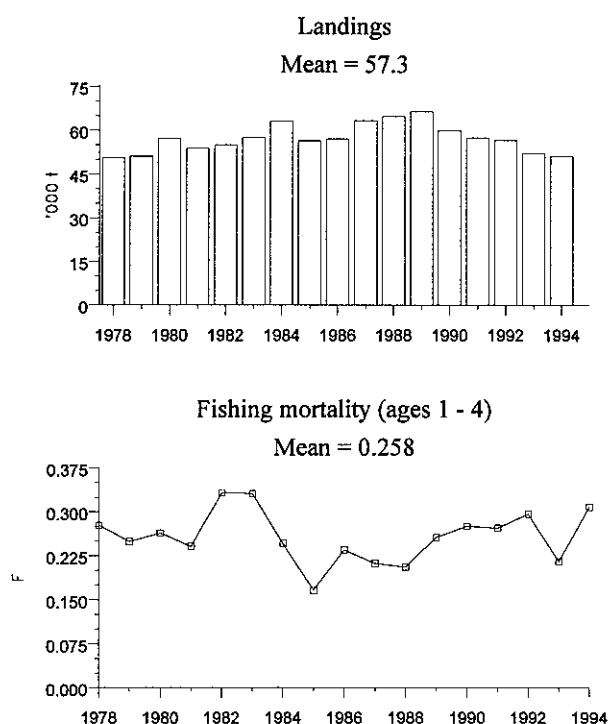 Landings
Mean = 57.3
75
60
45
30
15
0
'000 t
1978 1980 1982 1984 1986 1988 1990 1992 1994
Fishing mortality (ages 1 - 4)
Mean = 0.258
0.375
0.300
0.225
0.150
0.075
0.000
F
1978 1980 1982 1984 1986 1988 1990 1992 1994